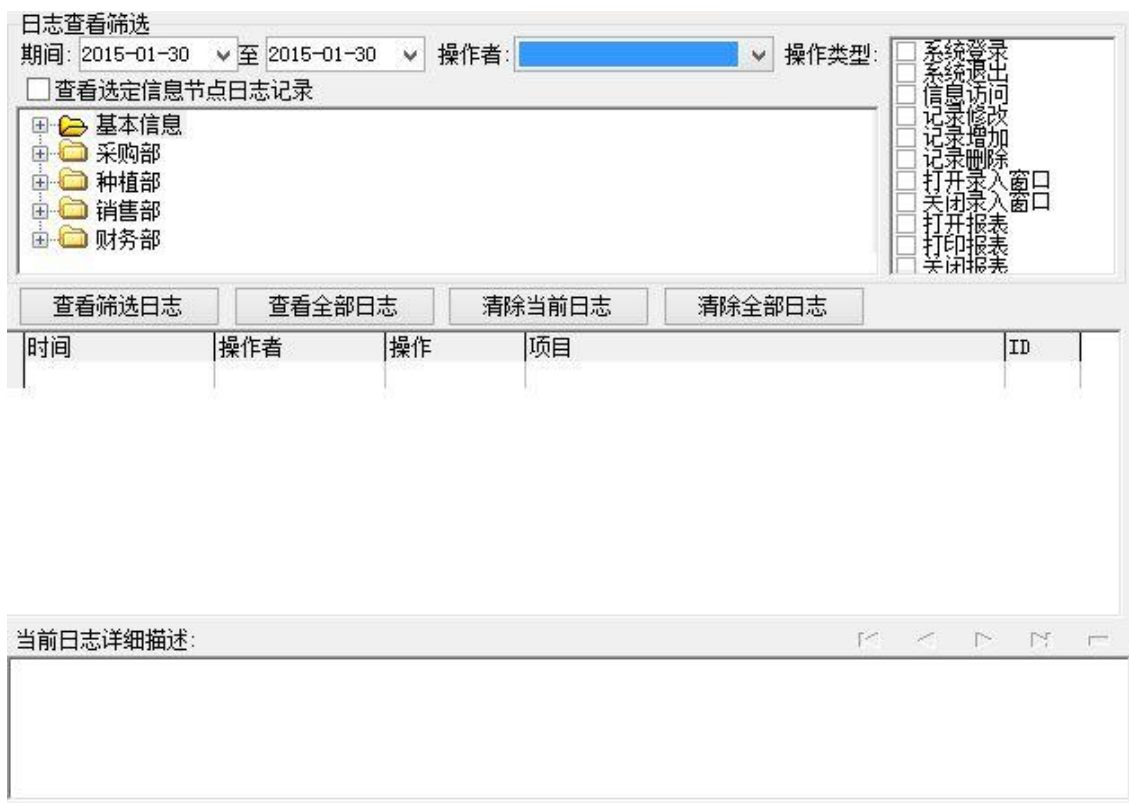 日志查看筛选
期间: 2015-01-30 至 2015-01-30 操作者: 操作类型:
查看选定信息节点日志记录
基本信息
采购部
种植部
销售部
财务部
系统登录
系统退出
信息访问
记录修改
记录增加
记录删除
打开录入窗口
关闭录入窗口
打开报表
打印报表
关闭报表
查看筛选日志 查看全部日志 清除当前日志 清除全部日志
时间 操作者 操作 项目 ID
当前日志详细描述: